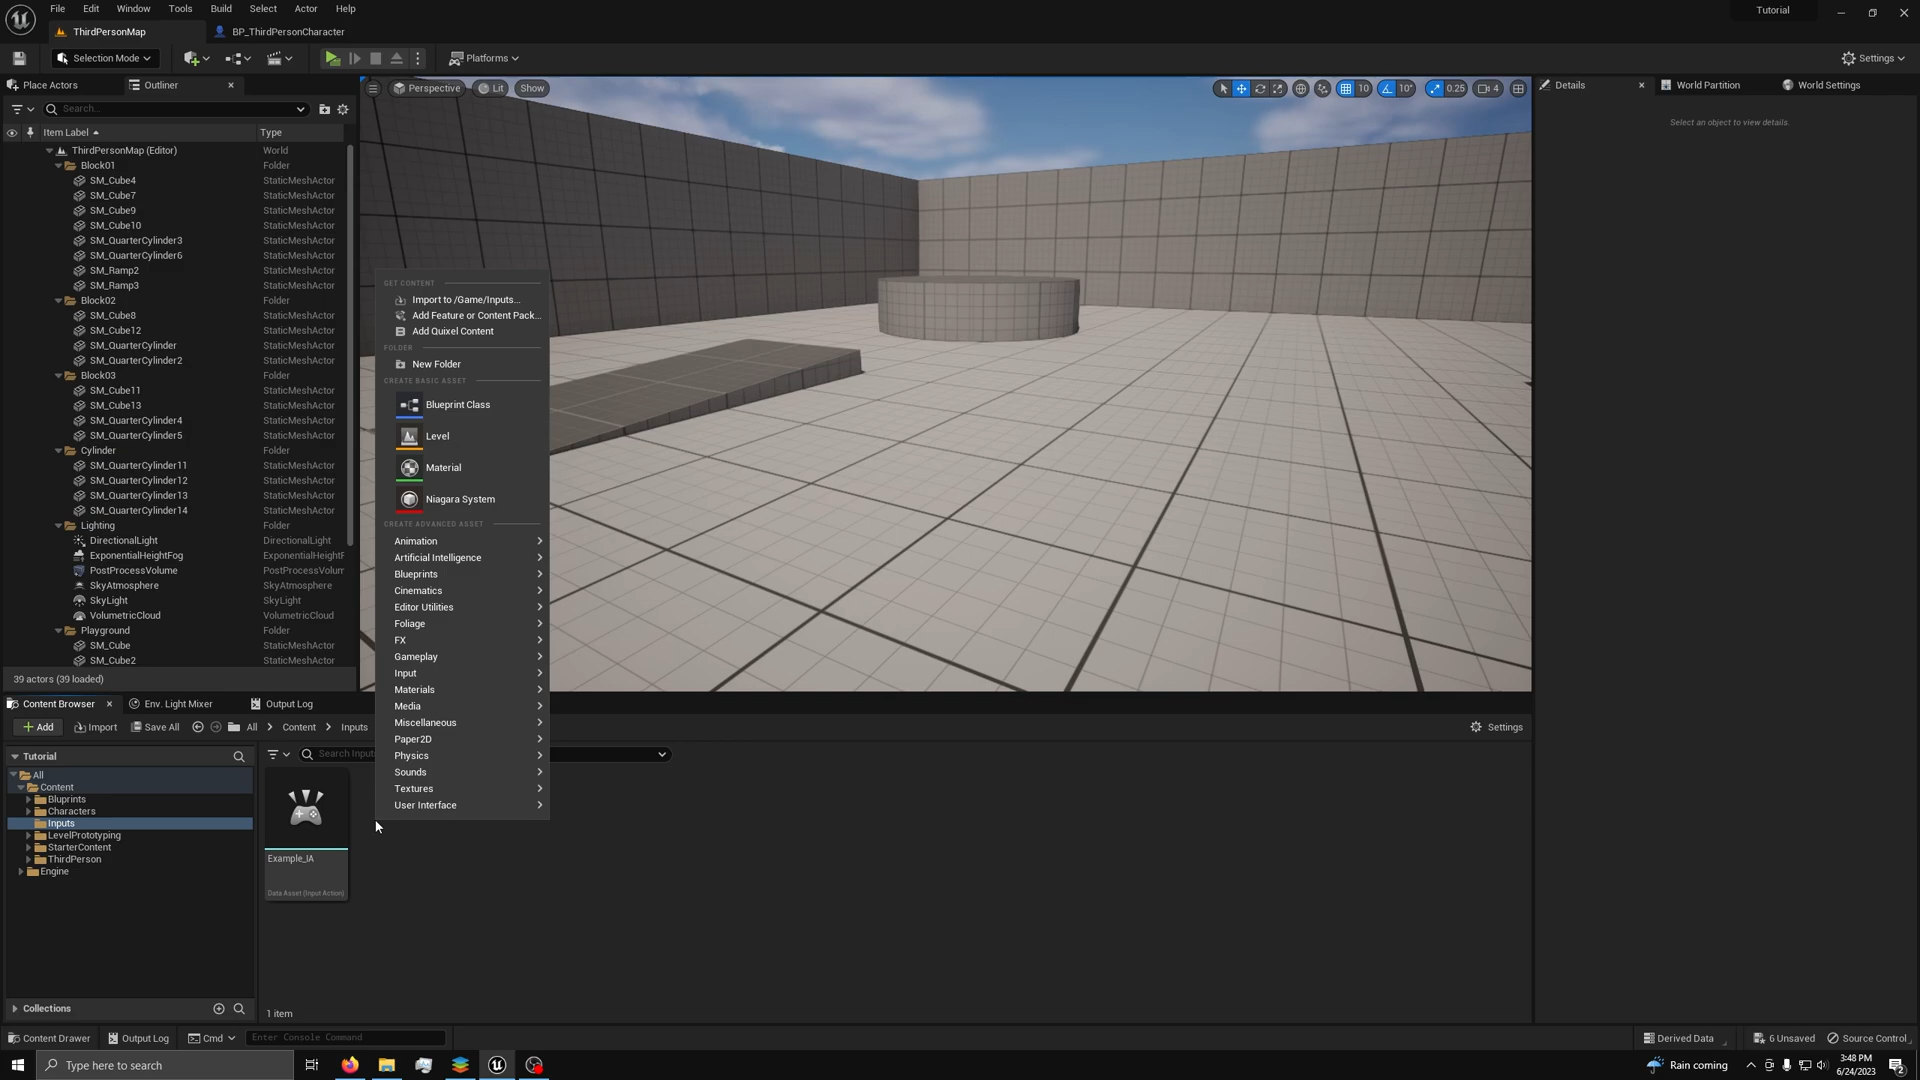 File Edit Window Tools Build Select Actor Help
Tutorial
ThirdPersonMap
BP_ThirdPersonCharacter
Selection Mode
Platforms
Settings
Place Actors
Outliner
Search...
Item Label
Type
ThirdPersonMap (Editor) World
Block01 Folder
SM_Cube4 StaticMeshActor
SM_Cube7 StaticMeshActor
SM_Cube9 StaticMeshActor
SM_Cube10 StaticMeshActor
SM_QuarterCylinder3 StaticMeshActor
SM_QuarterCylinder6 StaticMeshActor
SM_Ramp2 StaticMeshActor
SM_Ramp3 StaticMeshActor
Block02 Folder
SM_Cube8 StaticMeshActor
SM_Cube12 StaticMeshActor
SM_QuarterCylinder StaticMeshActor
SM_QuarterCylinder2 StaticMeshActor
Block03 Folder
SM_Cube11 StaticMeshActor
SM_Cube13 StaticMeshActor
SM_QuarterCylinder4 StaticMeshActor
SM_QuarterCylinder5 StaticMeshActor
Cylinder Folder
SM_QuarterCylinder11 StaticMeshActor
SM_QuarterCylinder12 StaticMeshActor
SM_QuarterCylinder13 StaticMeshActor
SM_QuarterCylinder14 StaticMeshActor
Lighting Folder
DirectionalLight DirectionalLight
ExponentialHeightFog ExponentialHeightF
PostProcessVolume PostProcessVolum
SkyAtmosphere SkyAtmosphere
SkyLight SkyLight
VolumetricCloud VolumetricCloud
Playground Folder
SM_Cube StaticMeshActor
SM_Cube2 StaticMeshActor
39 actors (39 loaded)
Perspective
Lit
Show
10
10°
0.25
4
Details
World Partition
World Settings
Select an object to view details.
GET CONTENT
Import to /Game/Inputs...
Add Feature or Content Pack...
Add Quixel Content
FOLDER
New Folder
CREATE BASIC ASSET
Blueprint Class
Level
Material
Niagara System
CREATE ADVANCED ASSET
Animation
Artificial Intelligence
Blueprints
Cinematics
Editor Utilities
Foliage
FX
Gameplay
Input
Materials
Media
Miscellaneous
Paper2D
Physics
Sounds
Textures
User Interface
Content Browser
Env. Light Mixer
Output Log
Add
Import
Save All
All
Content
Inputs
Settings
Tutorial
Search Inputs
All
Content
Bluprints
Characters
Inputs
LevelPrototyping
StarterContent
ThirdPerson
Engine
Example_IA
Data Asset (Input Action)
Collections
1 item
Content Drawer
Output Log
Cmd
Enter Console Command
Derived Data
6 Unsaved
Source Control
Type here to search
Rain coming
3:48 PM
6/24/2023
2